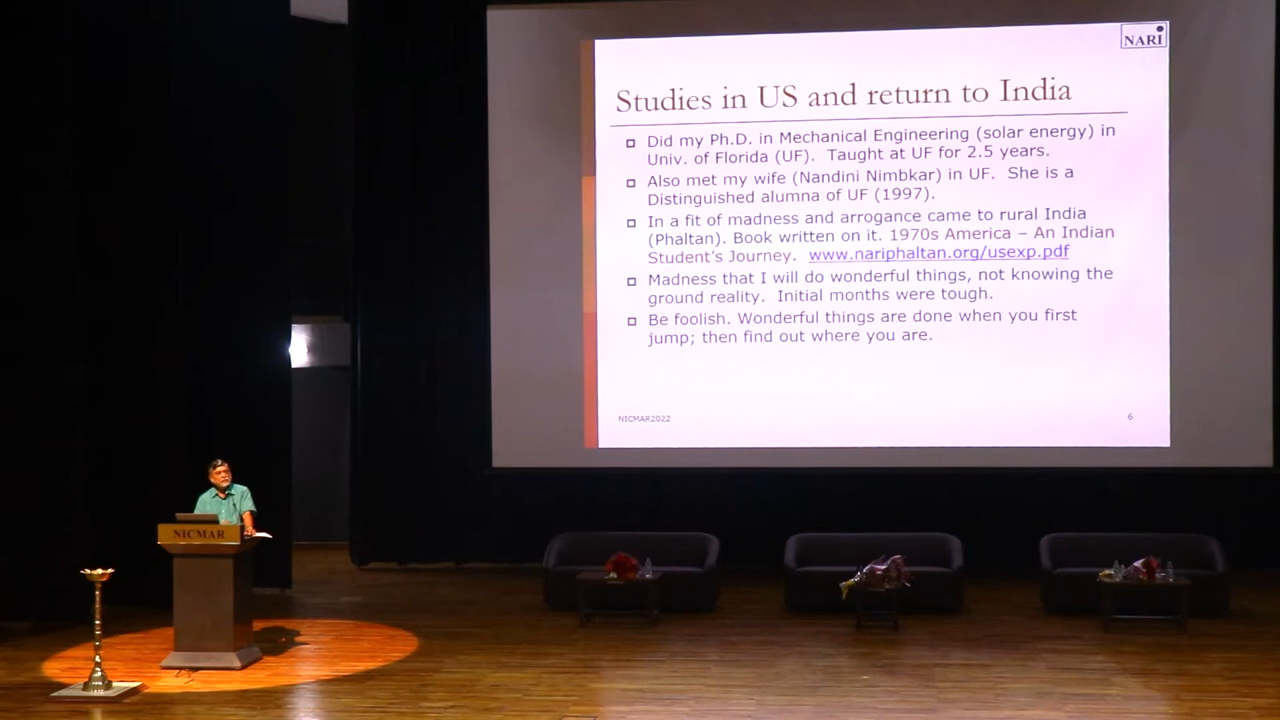 NARI
Studies in US and return to India
Did my Ph.D. in Mechanical Engineering (solar energy) in
Univ. of Florida (UF). Taught at UF for 2.5 years.
Also met my wife (Nandini Nimbkar) in UF. She is a
Distinguished alumna of UF (1997).
In a fit of madness and arrogance came to rural India
(Phaltan). Book written on it. 1970s America – An Indian
Student's Journey. www.nariphaltan.org/usexp.pdf
Madness that I will do wonderful things, not knowing the
ground reality. Initial months were tough.
Be foolish. Wonderful things are done when you first
jump; then find out where you are.
NICMAR2022
6
NICMAR